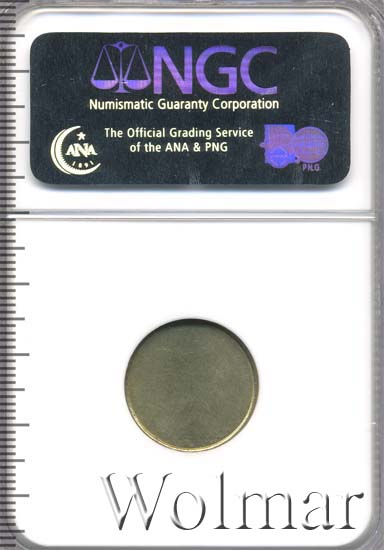 NGC
Numismatic Guaranty Corporation
The Official Grading Service
of the ANA & PNG
ANA
1891
PNG
Wolmar